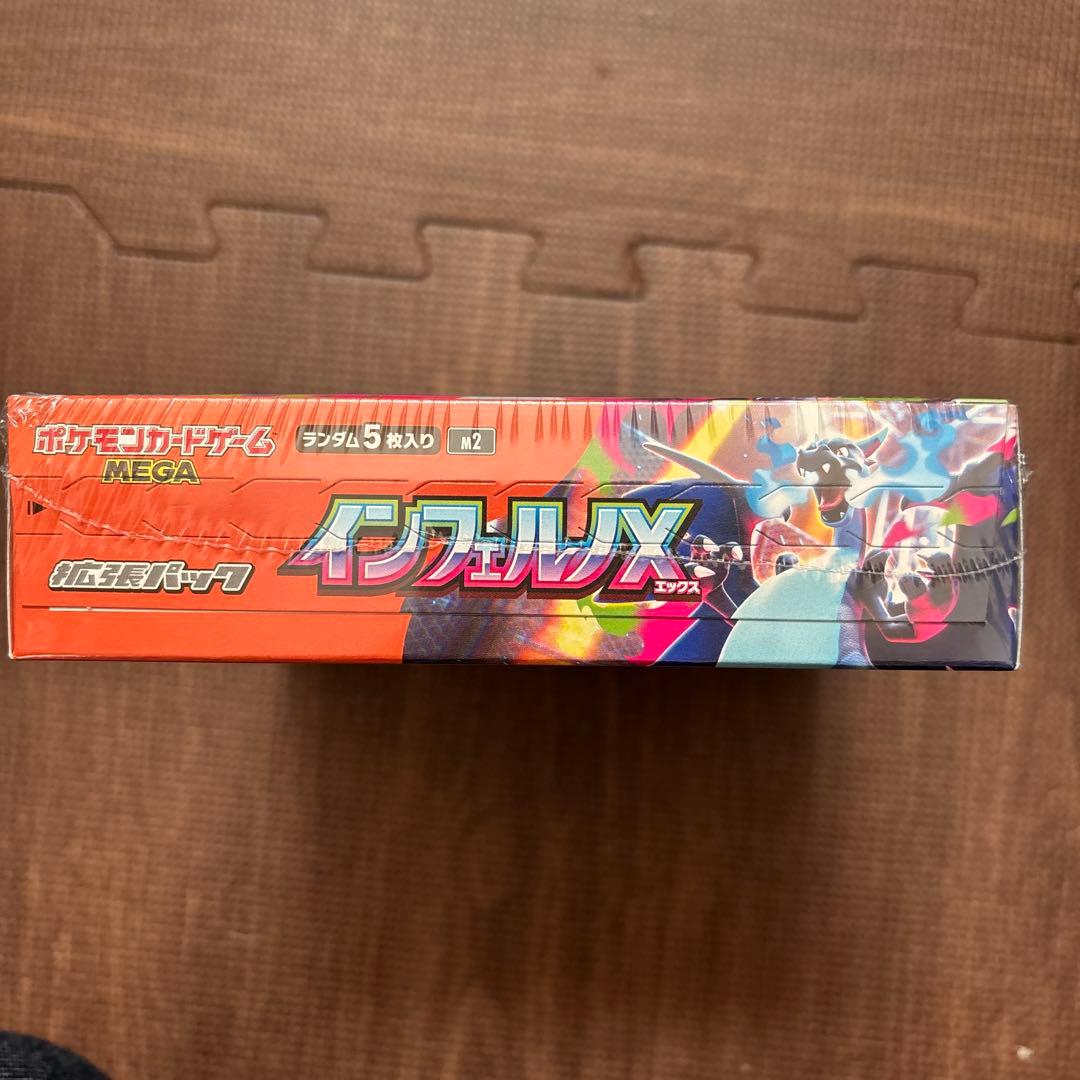 ポケモンカードゲーム
MEGA
ランダム5枚入り
M2
拡張パック
インフェルノX
エックス